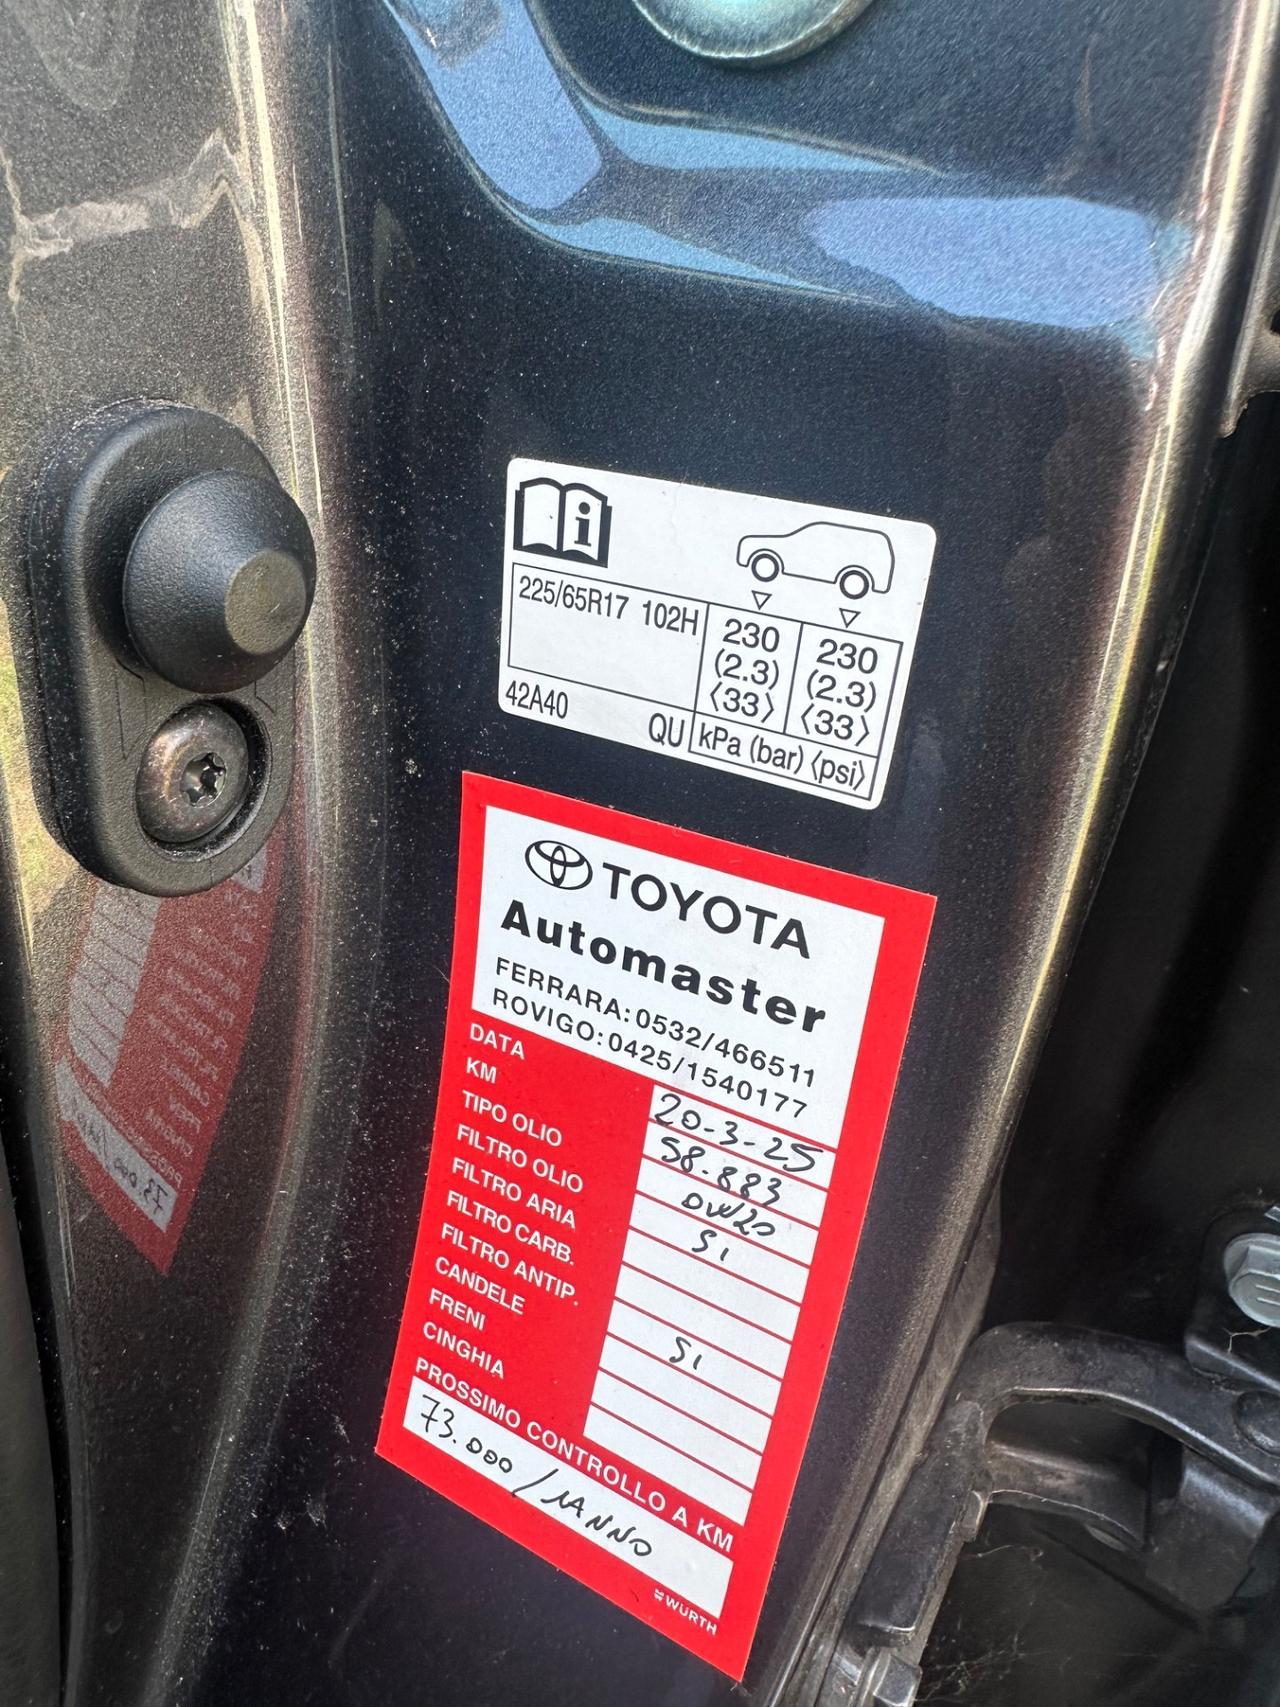 225/65R17 102H
230 (2.3) ⟨33⟩
230 (2.3) ⟨33⟩
42A40 QU kPa (bar) ⟨psi⟩
TOYOTA
Automaster
FERRARA: 0532/466511
ROVIGO: 0425/1540177
DATA 20-3-25
KM 58.883
TIPO OLIO 0W20
FILTRO OLIO SI
FILTRO ARIA
FILTRO CARB.
FILTRO ANTIP. SI
CANDELE
FRENI
CINGHIA
PROSSIMO CONTROLLO A KM
73.000/1ANNO
WÜRTH